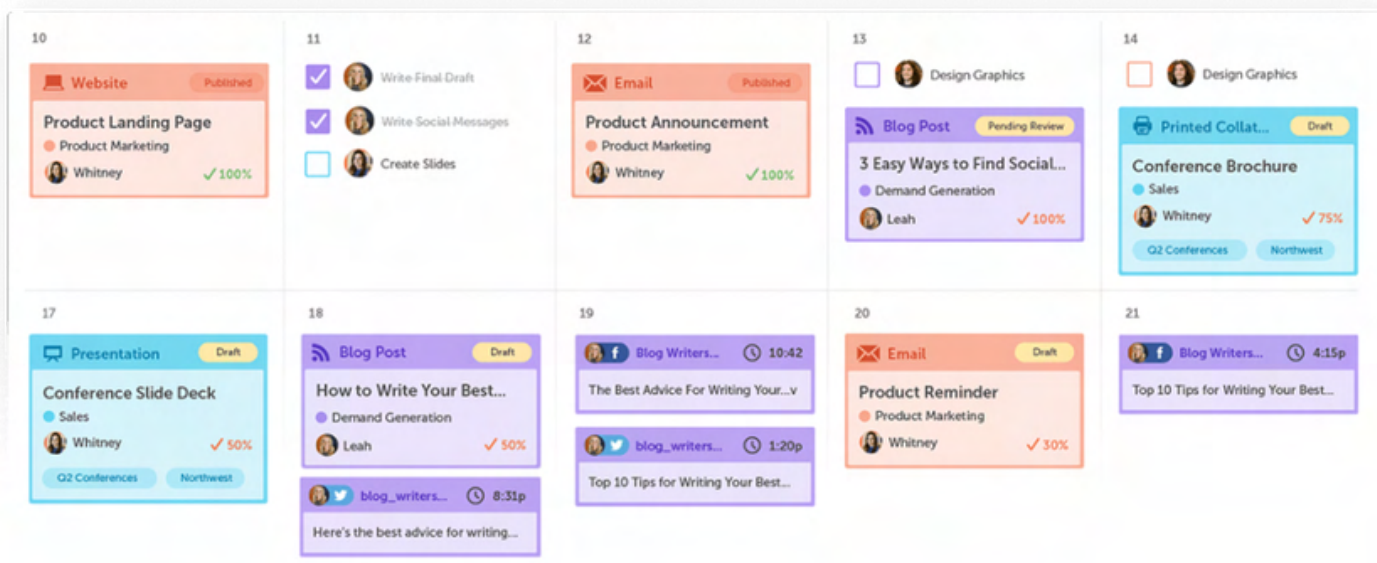 10
Website Published
Product Landing Page
Product Marketing
Whitney 100%
11
Write Final Draft
Write Social Messages
Create Slides
12
Email Published
Product Announcement
Product Marketing
Whitney 100%
13
Design Graphics
Blog Post Pending Review
3 Easy Ways to Find Social...
Demand Generation
Leah 100%
14
Design Graphics
Printed Collat... Draft
Conference Brochure
Sales
Whitney 75%
Q2 Conferences Northwest
17
Presentation Draft
Conference Slide Deck
Sales
Whitney 50%
Q2 Conferences Northwest
18
Blog Post Draft
How to Write Your Best...
Demand Generation
Leah 50%
blog_writers... 8:31p
Here's the best advice for writing...
19
f Blog Writers... 10:42
The Best Advice For Writing Your...v
blog_writers... 1:20p
Top 10 Tips for Writing Your Best...
20
Email Draft
Product Reminder
Product Marketing
Whitney 30%
21
f Blog Writers... 4:15p
Top 10 Tips for Writing Your Best...